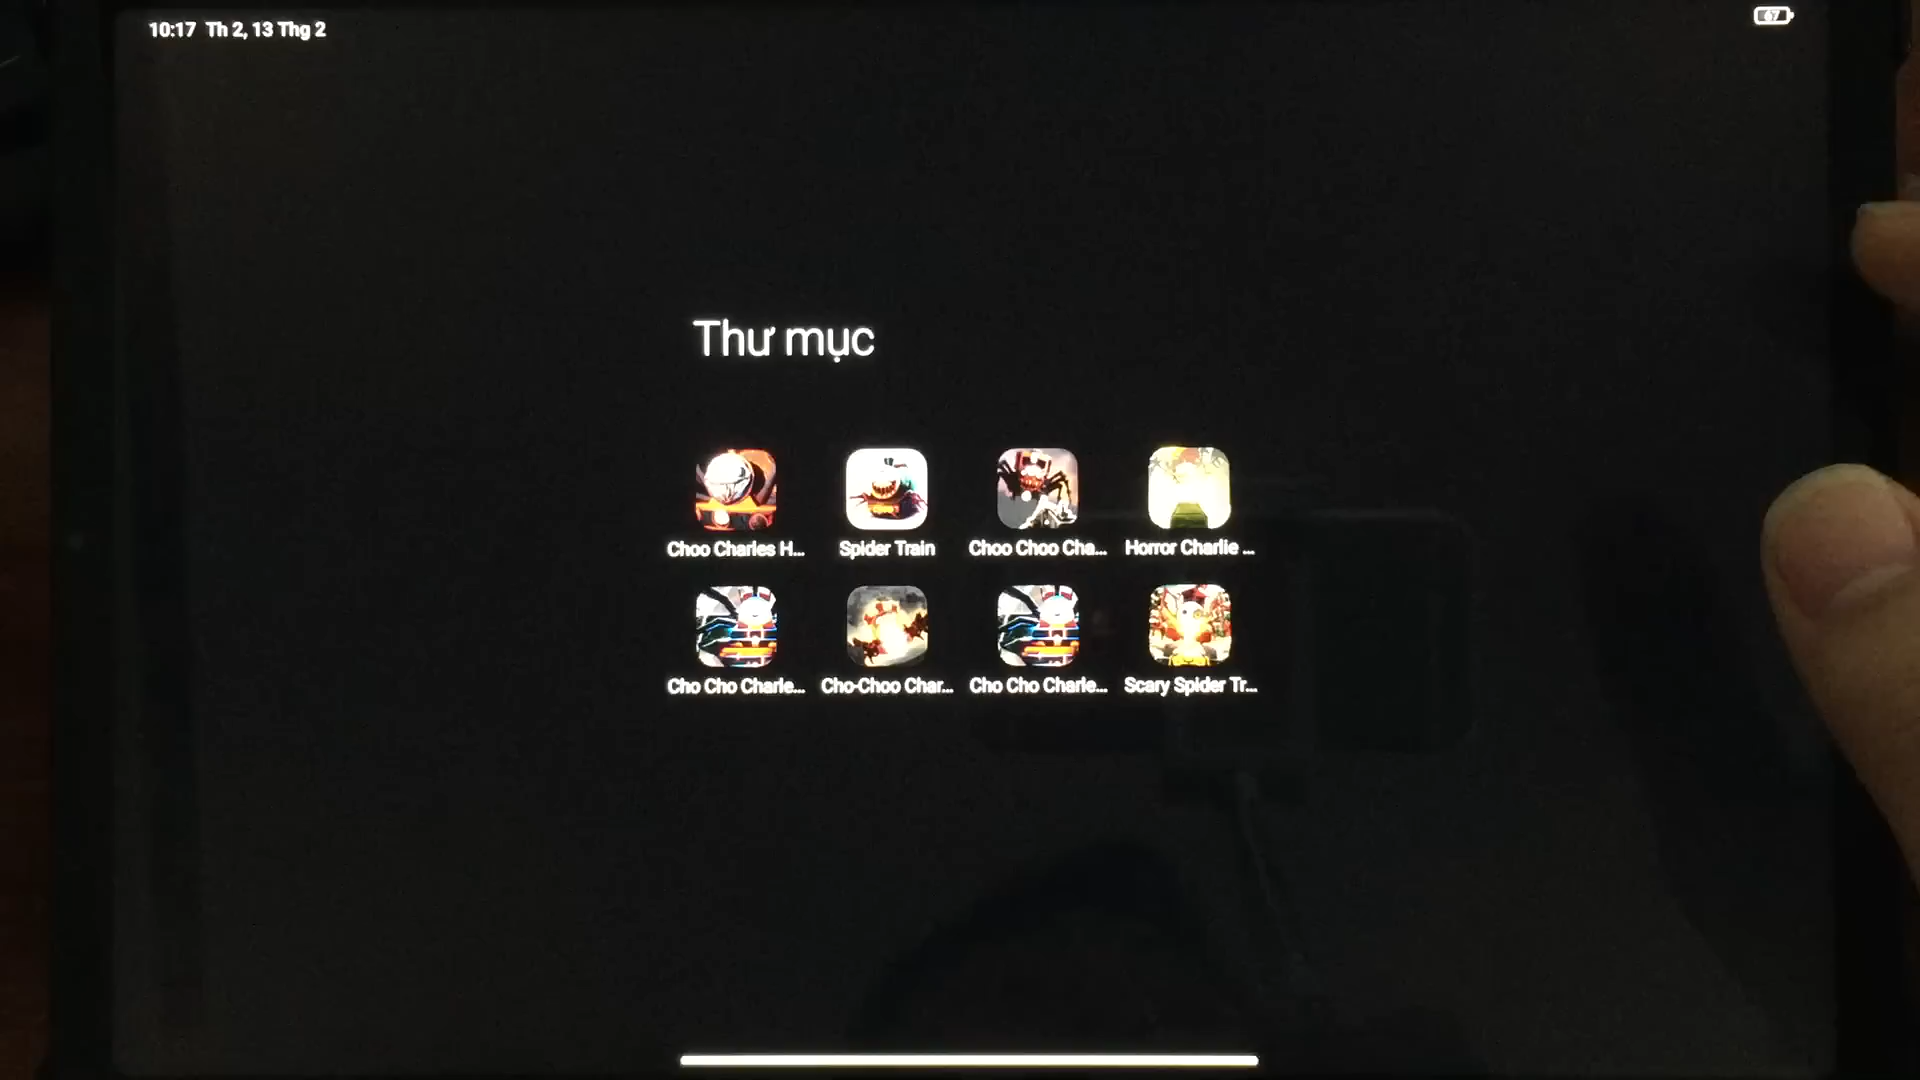 10:17 Th 2, 13 Thg 2
67
Thư mục
Choo Charles H...
Spider Train
Choo Choo Cha...
Horror Charlie ...
Cho Cho Charle...
Cho-Choo Char...
Cho Cho Charle...
Scary Spider Tr...